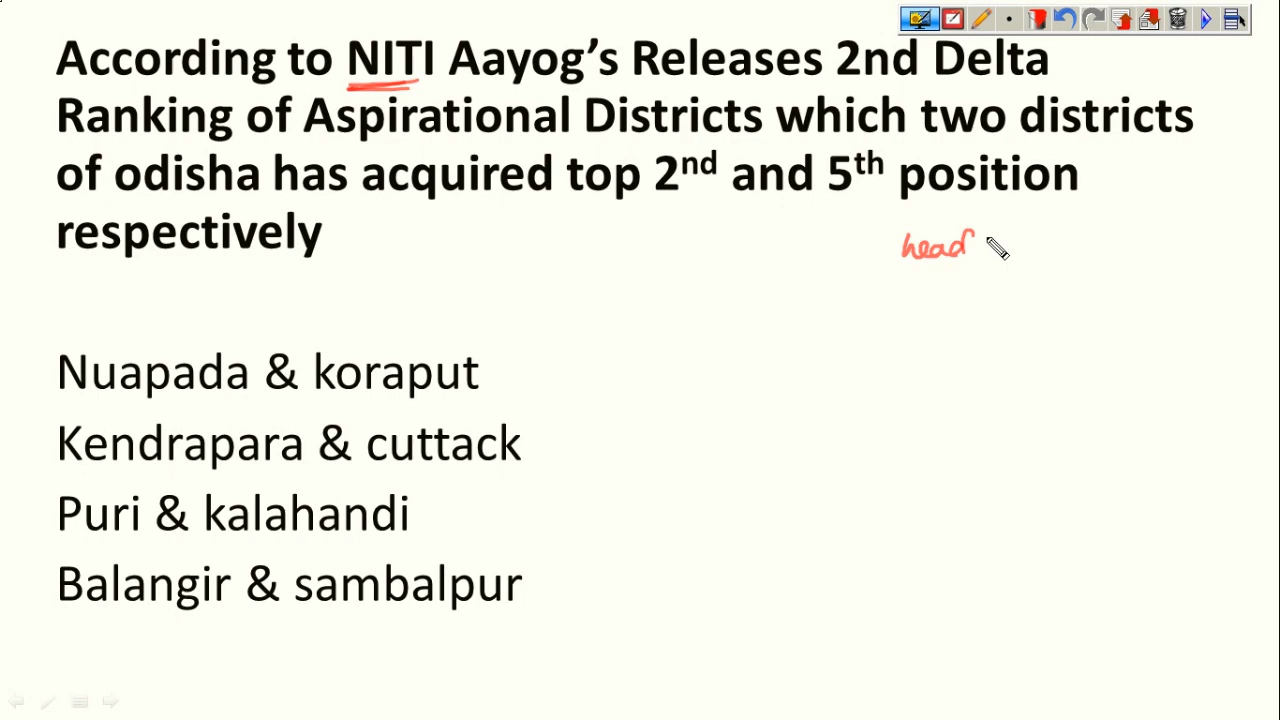 According to NITI Aayog’s Releases 2nd Delta
Ranking of Aspirational Districts which two districts
of odisha has acquired top 2nd and 5th position
respectively
head
Nuapada & koraput
Kendrapara & cuttack
Puri & kalahandi
Balangir & sambalpur